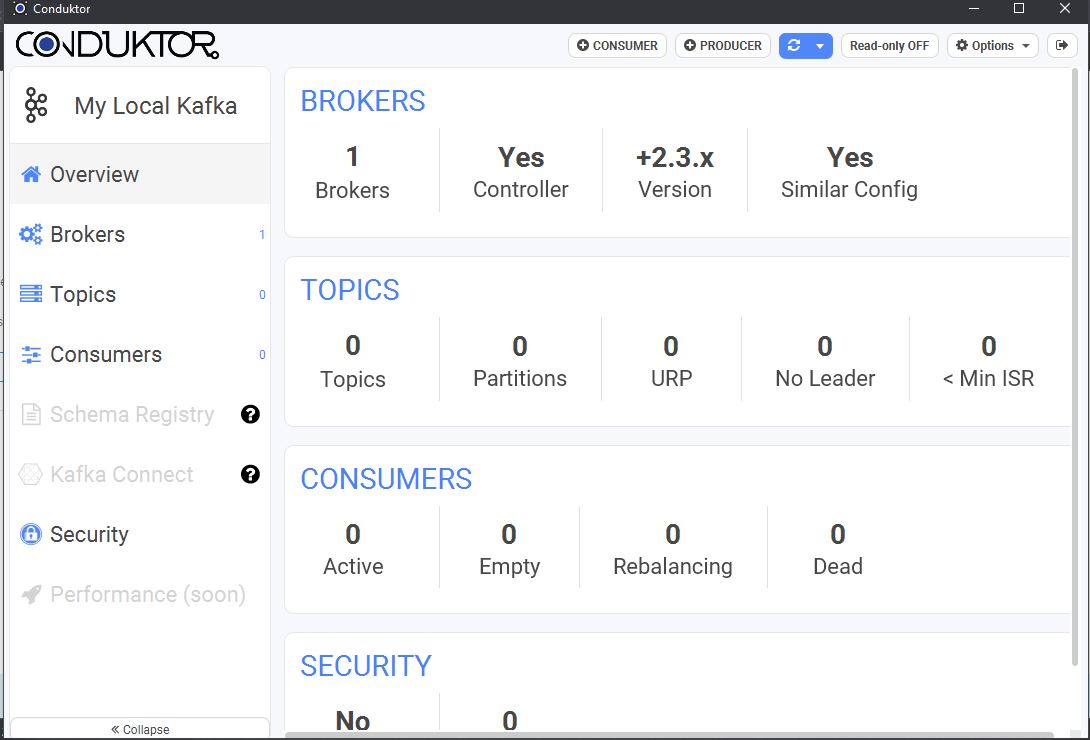 Conduktor
CONDUKTOR.
CONSUMER
PRODUCER
Read-only OFF
Options
My Local Kafka
Overview
Brokers 1
Topics 0
Consumers 0
Schema Registry ?
Kafka Connect ?
Security
Performance (soon)
« Collapse
BROKERS
1 Yes +2.3.x Yes
Brokers Controller Version Similar Config
TOPICS
0 0 0 0 0
Topics Partitions URP No Leader < Min ISR
CONSUMERS
0 0 0 0
Active Empty Rebalancing Dead
SECURITY
No 0